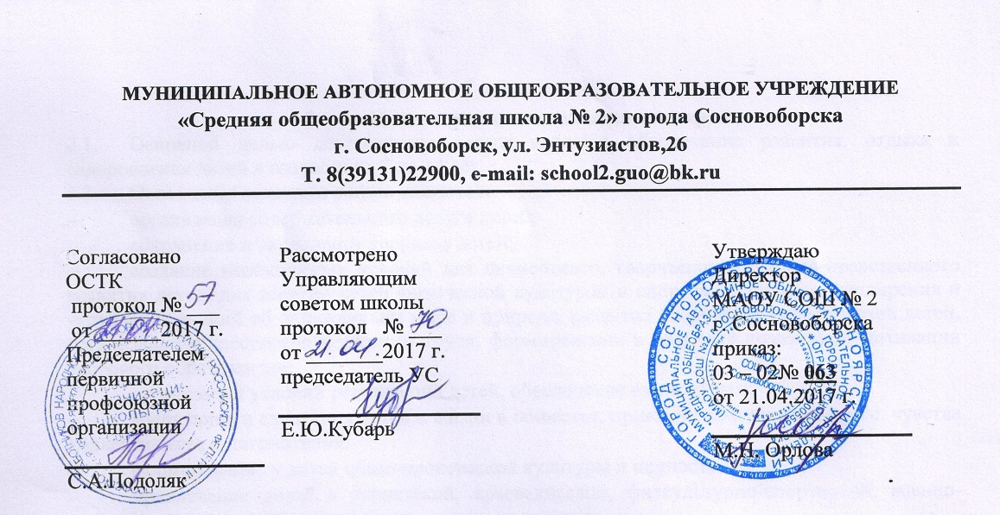 МУНИЦИПАЛЬНОЕ АВТОНОМНОЕ ОБЩЕОБРАЗОВАТЕЛЬНОЕ УЧРЕЖДЕНИЕ
«Средняя общеобразовательная школа № 2» города Сосновоборска
г. Сосновоборск, ул. Энтузиастов,26
Т. 8(39131)22900, e-mail: school2.guo@bk.ru
Согласовано
ОСТК
протокол № 57
от 21.04. 2017 г.
Председателем
первичной
профсоюзной
организации
С.А.Подоляк
Рассмотрено
Управляющим
советом школы
протокол № 70
от 21.04. 2017 г.
председатель УС
Е.Ю.Кубарь
Утверждаю
Директор
МАОУ СОШ № 2
г. Сосновоборска
приказ:
03 – 02№ 063
от 21.04.2017 г.
М.Н. Орлова